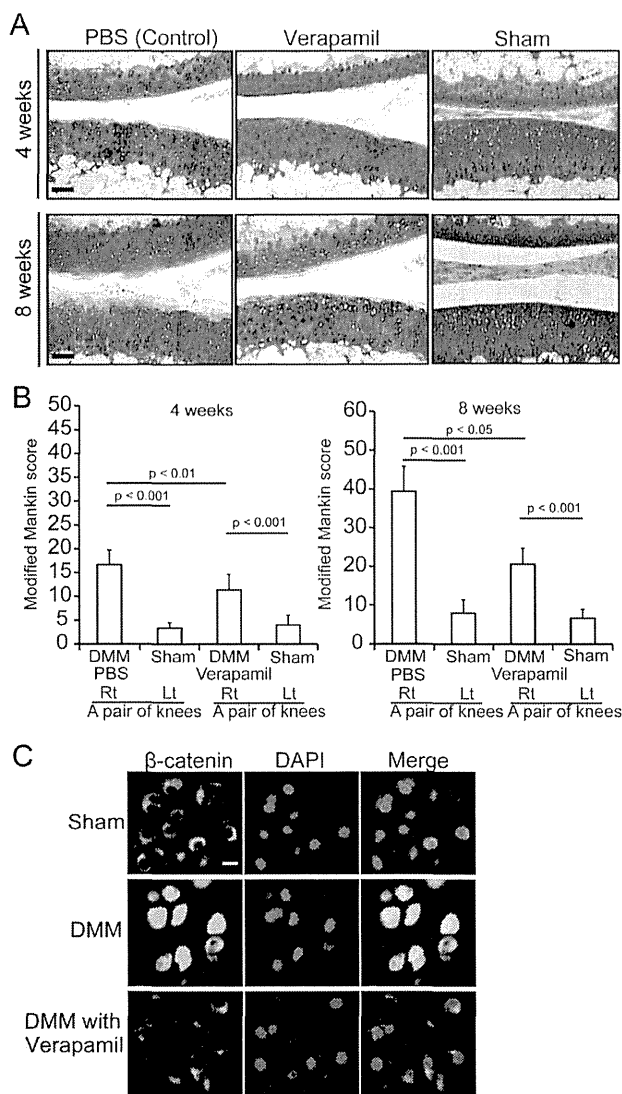 A
PBS (Control) Verapamil Sham
4 weeks
8 weeks
B
4 weeks
Modified Mankin score
50
45
40
35
30
25
20
15
10
5
0
p < 0.01
p < 0.001
p < 0.001
DMM Sham DMM Sham
PBS Verapamil
Rt Lt Rt Lt
A pair of knees A pair of knees
8 weeks
Modified Mankin score
60
50
40
30
20
10
0
p < 0.05
p < 0.001
p < 0.001
DMM Sham DMM Sham
PBS Verapamil
Rt Lt Rt Lt
A pair of knees A pair of knees
C
β-catenin DAPI Merge
Sham
DMM
DMM with
Verapamil